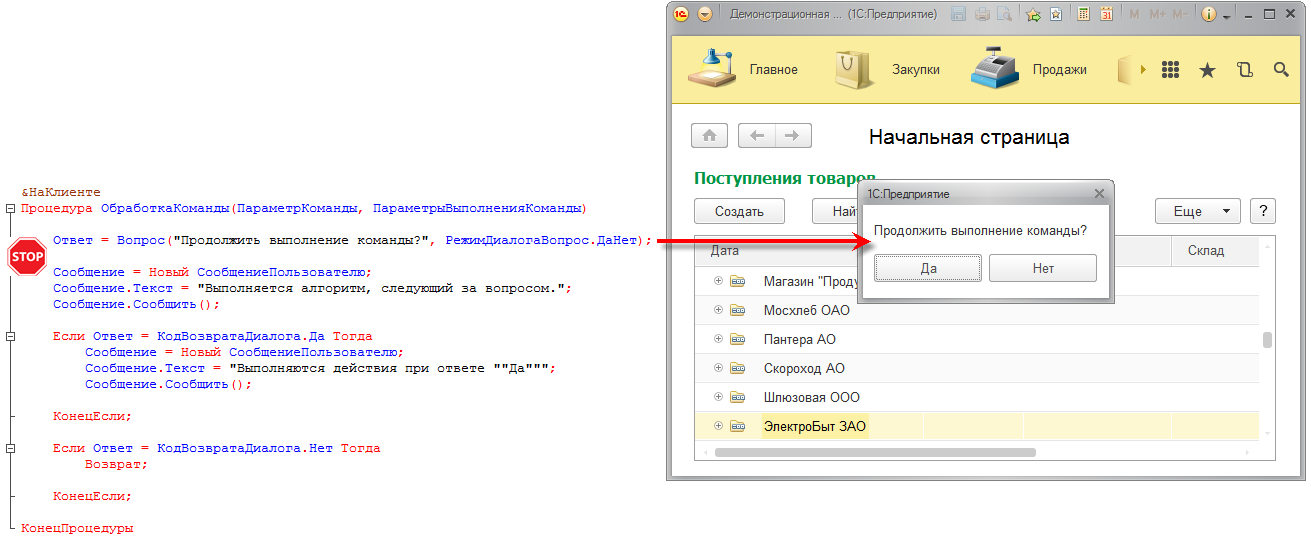 &НаКлиенте
Процедура ОбработкаКоманды(ПараметрКоманды, ПараметрыВыполненияКоманды)
Ответ = Вопрос("Продолжить выполнение команды?", РежимДиалогаВопрос.ДаНет);
STOP
Сообщение = Новый СообщениеПользователю;
Сообщение.Текст = "Выполняется алгоритм, следующий за вопросом.";
Сообщение.Сообщить();
Если Ответ = КодВозвратаДиалога.Да Тогда
Сообщение = Новый СообщениеПользователю;
Сообщение.Текст = "Выполняются действия при ответе ""Да""";
Сообщение.Сообщить();
КонецЕсли;
Если Ответ = КодВозвратаДиалога.Нет Тогда
Возврат;
КонецЕсли;
КонецПроцедуры
1С Демонстрационная ... (1С:Предприятие) 31 M M+ M-
Главное Закупки Продажи
Начальная страница
Поступления товаров
Создать Най Еще ?
1С:Предприятие
Продолжить выполнение команды?
Да Нет
Дата Склад
Магазин "Проду
Мосхлеб ОАО
Пантера АО
Скороход АО
Шлюзовая ООО
ЭлектроБыт ЗАО